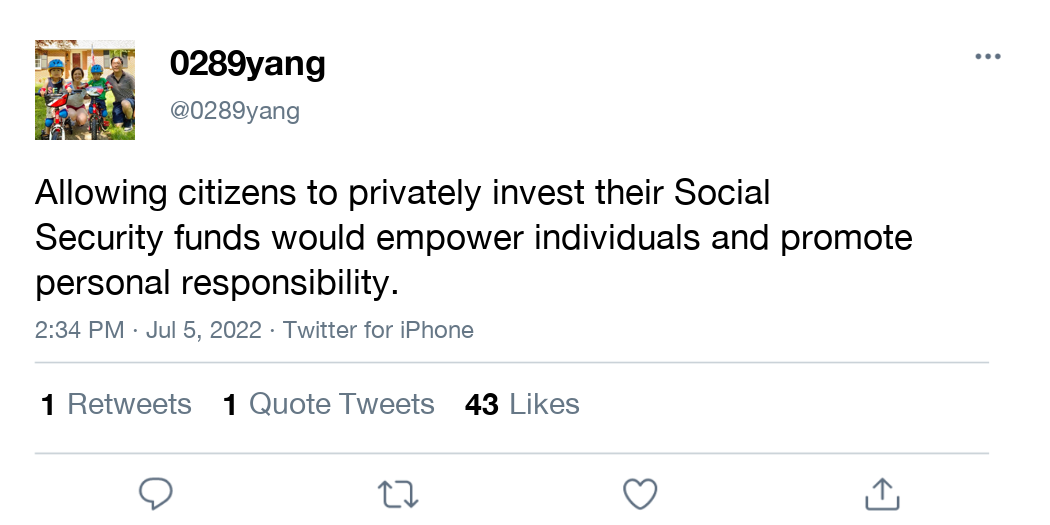 0289yang
@0289yang
Allowing citizens to privately invest their Social
Security funds would empower individuals and promote
personal responsibility.
2:34 PM · Jul 5, 2022 · Twitter for iPhone
1 Retweets 1 Quote Tweets 43 Likes